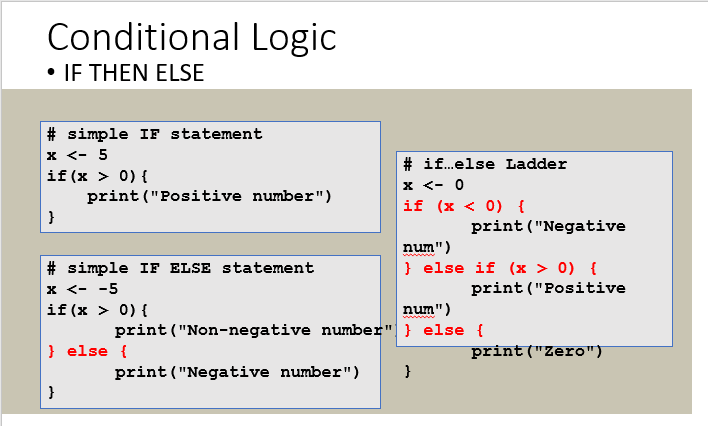 Conditional Logic
• IF THEN ELSE
# simple IF statement
x <- 5
if(x > 0){
    print("Positive number")
}
# simple IF ELSE statement
x <- -5
if(x > 0){
       print("Non-negative number")
} else {
       print("Negative number")
}
# if…else Ladder
x <- 0
if (x < 0) {
       print("Negative
num")
} else if (x > 0) {
       print("Positive
num")
} else {
       print("Zero")
}